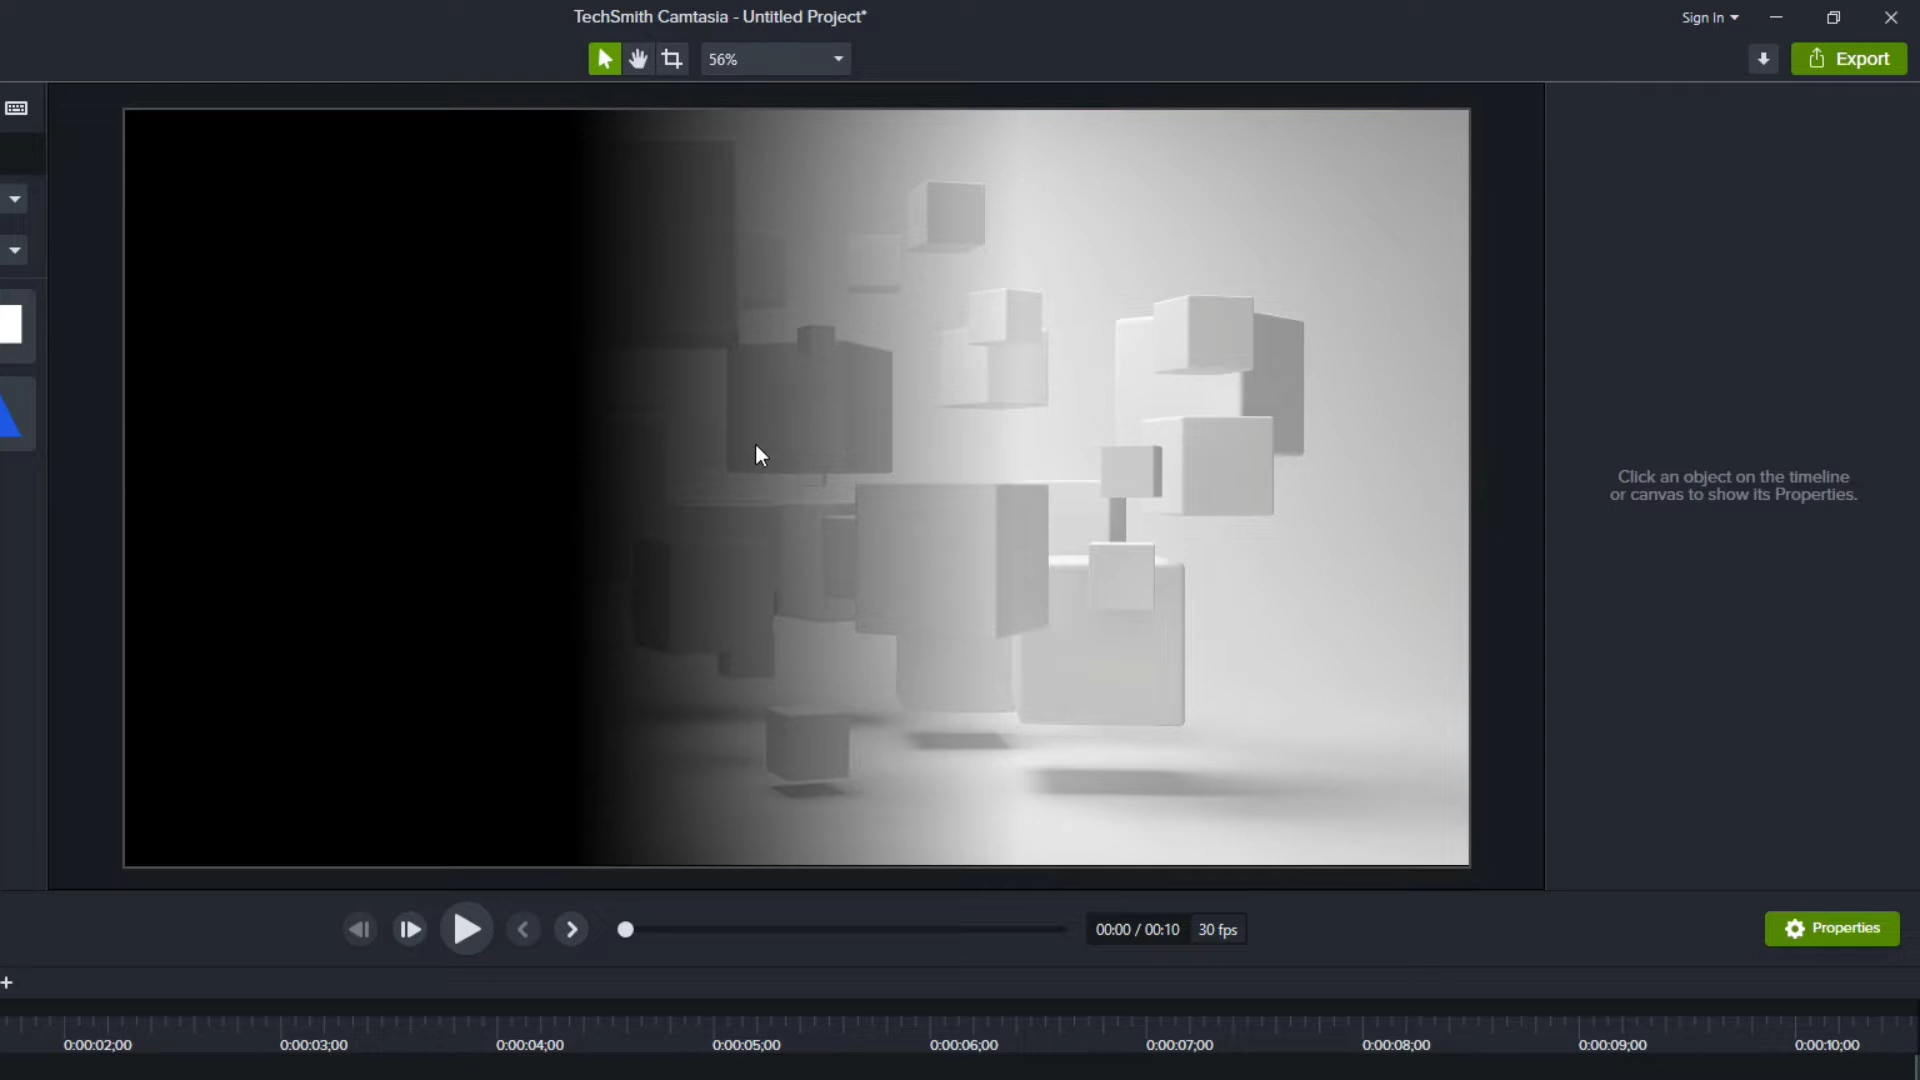 TechSmith Camtasia - Untitled Project*
Sign In
56%
Export
Click an object on the timeline
or canvas to show its Properties.
00:00 / 00:10
30 fps
Properties
0:00:02;00
0:00:03;00
0:00:04;00
0:00:05;00
0:00:06;00
0:00:07;00
0:00:08;00
0:00:09;00
0:00:10;00